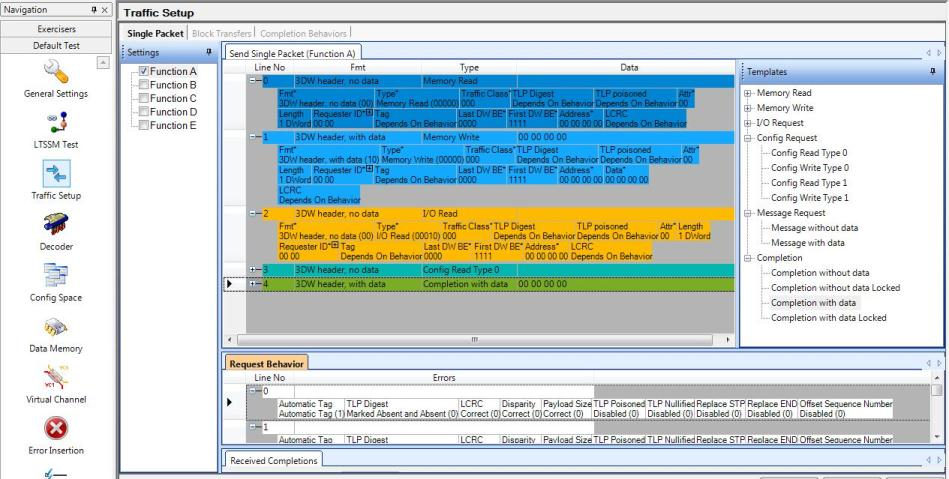 Navigation
Exercisers
Default Test
General Settings
LTSSM Test
Traffic Setup
Decoder
Config Space
Data Memory
VC0
VC1
Virtual Channel
Error Insertion
Traffic Setup
Single Packet Block Transfers Completion Behaviors
Settings
Function A
Function B
Function C
Function D
Function E
Send Single Packet (Function A)
Line No Fmt Type Data
0 3DW header, no data Memory Read
Fmt* Type* Traffic Class* TLP Digest TLP poisoned Attr*
3DW header, no data (00) Memory Read (00000) 000 Depends On Behavior Depends On Behavior 00
Length Requester ID* Tag Last DW BE* First DW BE* Address* LCRC
1 DWord 00 00 Depends On Behavior 0000 1111 00 00 00 00 Depends On Behavior
1 3DW header, with data Memory Write 00 00 00 00
Fmt* Type* Traffic Class* TLP Digest TLP poisoned Attr*
3DW header, with data (10) Memory Write (00000) 000 Depends On Behavior Depends On Behavior 00
Length Requester ID* Tag Last DW BE* First DW BE* Address* Data*
1 DWord 00 00 Depends On Behavior 0000 1111 00 00 00 00 00 00 00 00
LCRC
Depends On Behavior
2 3DW header, no data I/O Read
Fmt* Type* Traffic Class* TLP Digest TLP poisoned Attr* Length
3DW header, no data (00) I/O Read (00010) 000 Depends On Behavior Depends On Behavior 00 1 DWord
Requester ID* Tag Last DW BE* First DW BE* Address* LCRC
00 00 Depends On Behavior 0000 1111 00 00 00 00 Depends On Behavior
3 3DW header, no data Config Read Type 0
4 3DW header, with data Completion with data 00 00 00 00
Templates
Memory Read
Memory Write
I/O Request
Config Request
Config Read Type 0
Config Write Type 0
Config Read Type 1
Config Write Type 1
Message Request
Message without data
Message with data
Completion
Completion without data
Completion without data Locked
Completion with data
Completion with data Locked
Request Behavior
Line No Errors
0
Automatic Tag TLP Digest LCRC Disparity Payload Size TLP Poisoned TLP Nullified Replace STP Replace END Offset Sequence Number
Automatic Tag (1) Marked Absent and Absent (0) Correct (0) Correct (0) Correct (0) Disabled (0) Disabled (0) Disabled (0) Disabled (0) Disabled (0)
1
Automatic Tag TLP Digest LCRC Disparity Payload Size TLP Poisoned TLP Nullified Replace STP Replace END Offset Sequence Number
Received Completions